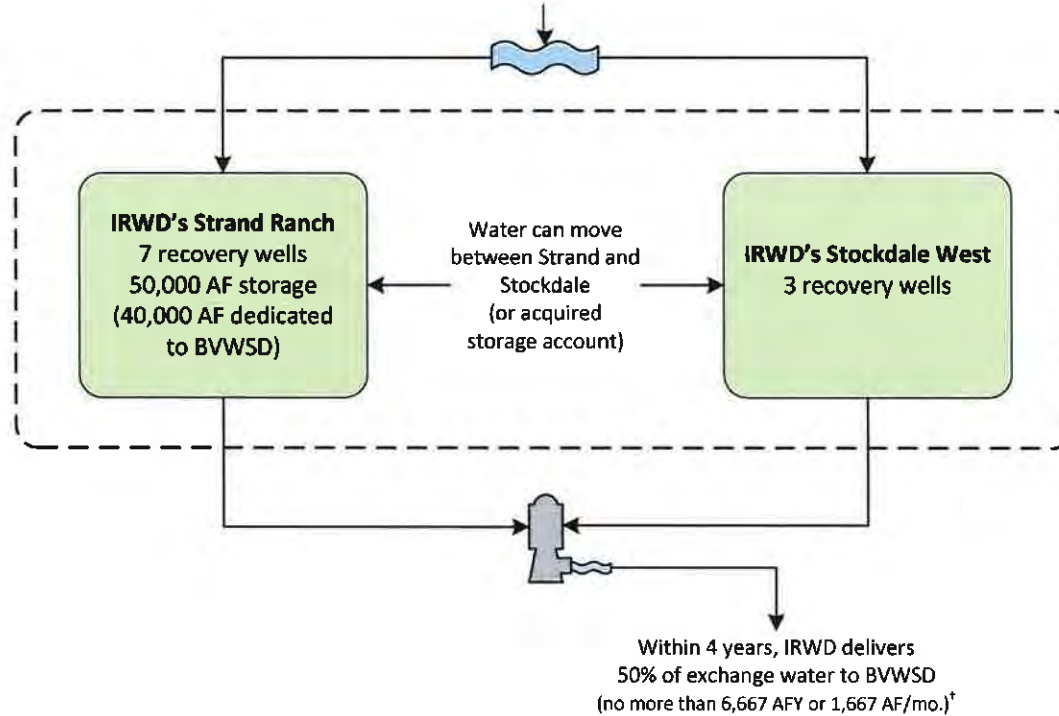 IRWD's Strand Ranch
7 recovery wells
50,000 AF storage
(40,000 AF dedicated
to BVWSD)
Water can move
between Strand and
Stockdale
(or acquired
storage account)
IRWD's Stockdale West
3 recovery wells
Within 4 years, IRWD delivers
50% of exchange water to BVWSD
(no more than 6,667 AFY or 1,667 AF/mo.)†